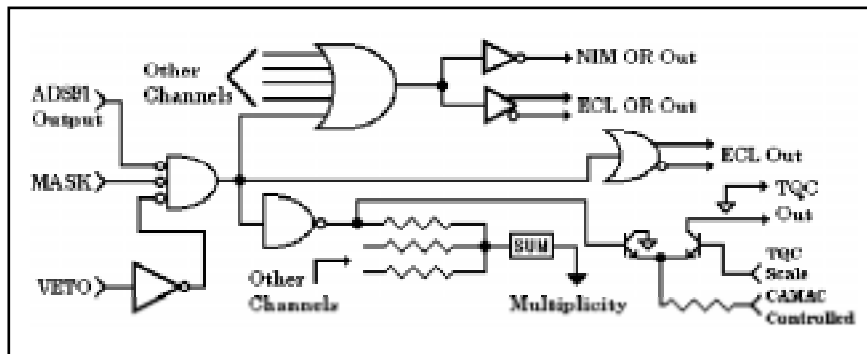 Other
Channels
NIM OR Out
ECL OR Out
Output
MASK
ECL Out
TQC
Out
VETO
Other
Channels
SUM
Multiplicity
TQC
Scale
CAMAC
Controlled